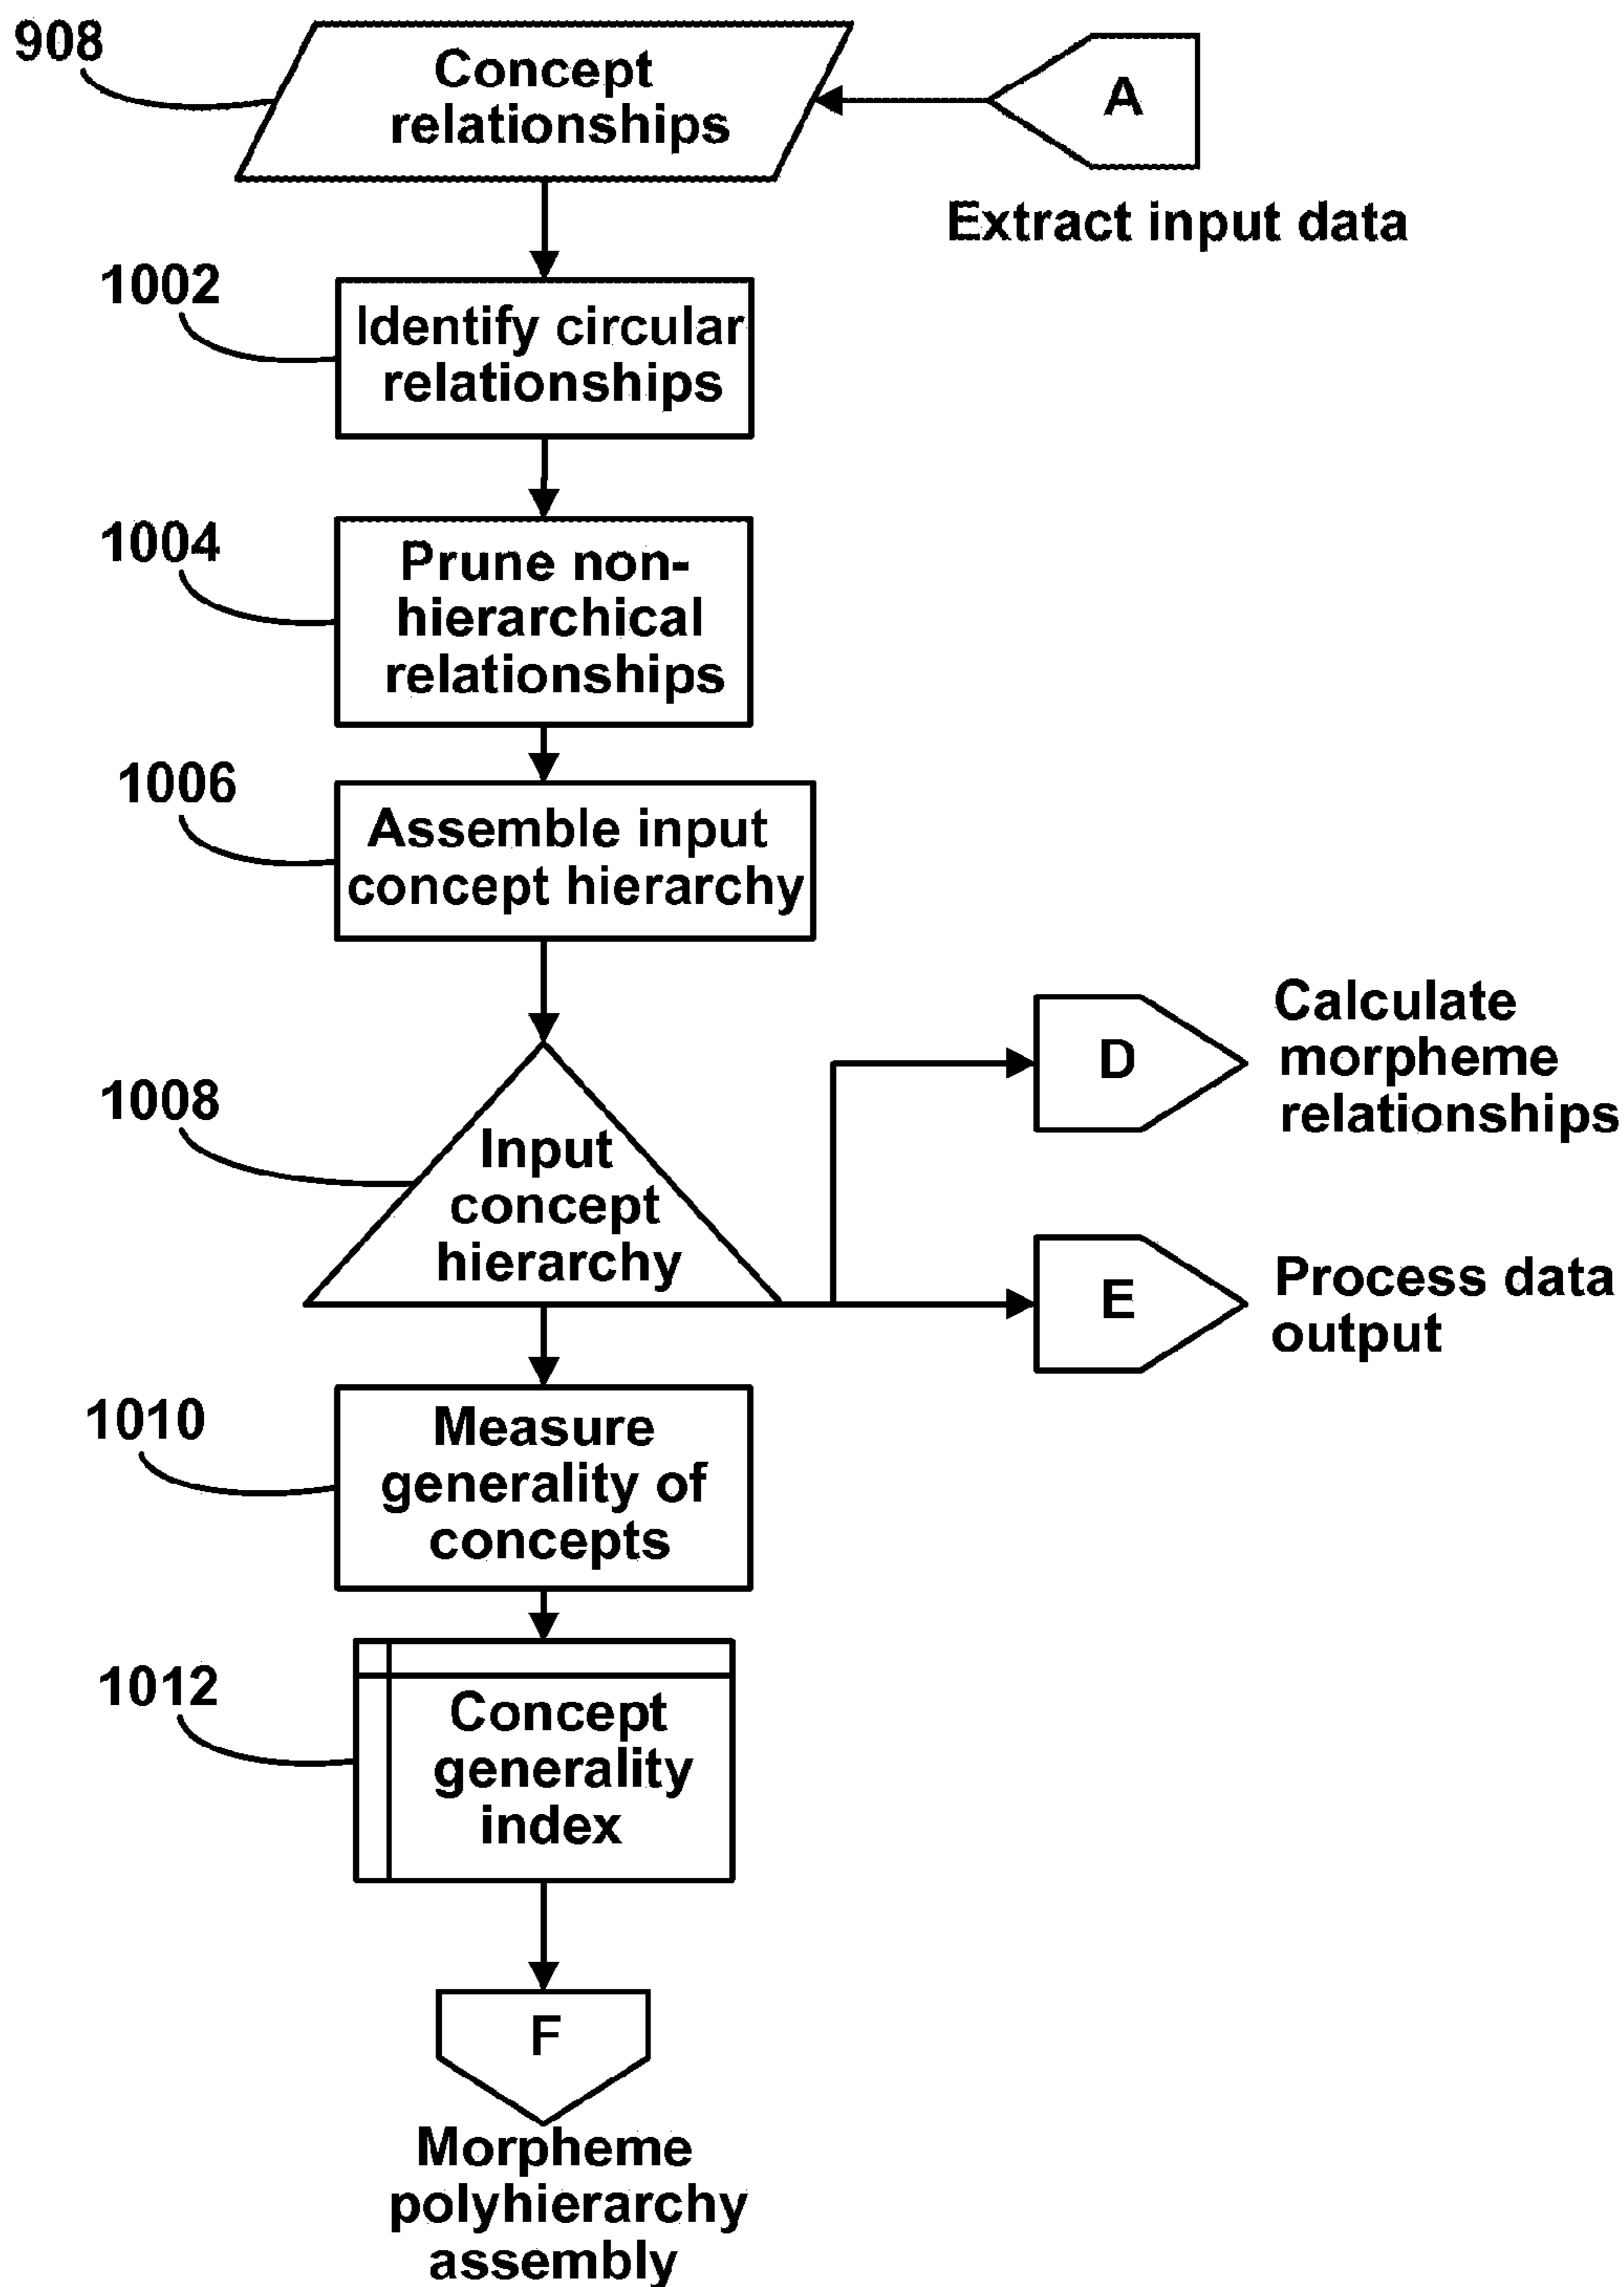 908
Concept
relationships
A
Extract input data
1002
Identify circular
relationships
1004
Prune non-
hierarchical
relationships
1006
Assemble input
concept hierarchy
1008
Input
concept
hierarchy
D
Calculate
morpheme
relationships
E
Process data
output
1010
Measure
generality of
concepts
1012
Concept
generality
index
F
Morpheme
polyhierarchy
assembly